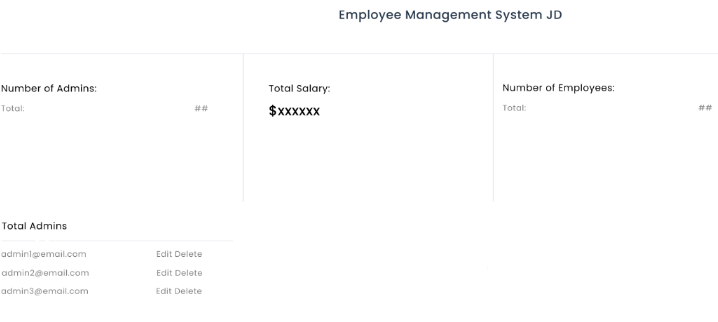 Employee Management System JD
Number of Admins:
Total: ##
Total Salary:
$xxxxxx
Number of Employees:
Total: ##
Total Admins
admin1@email.com Edit Delete
admin2@email.com Edit Delete
admin3@email.com Edit Delete